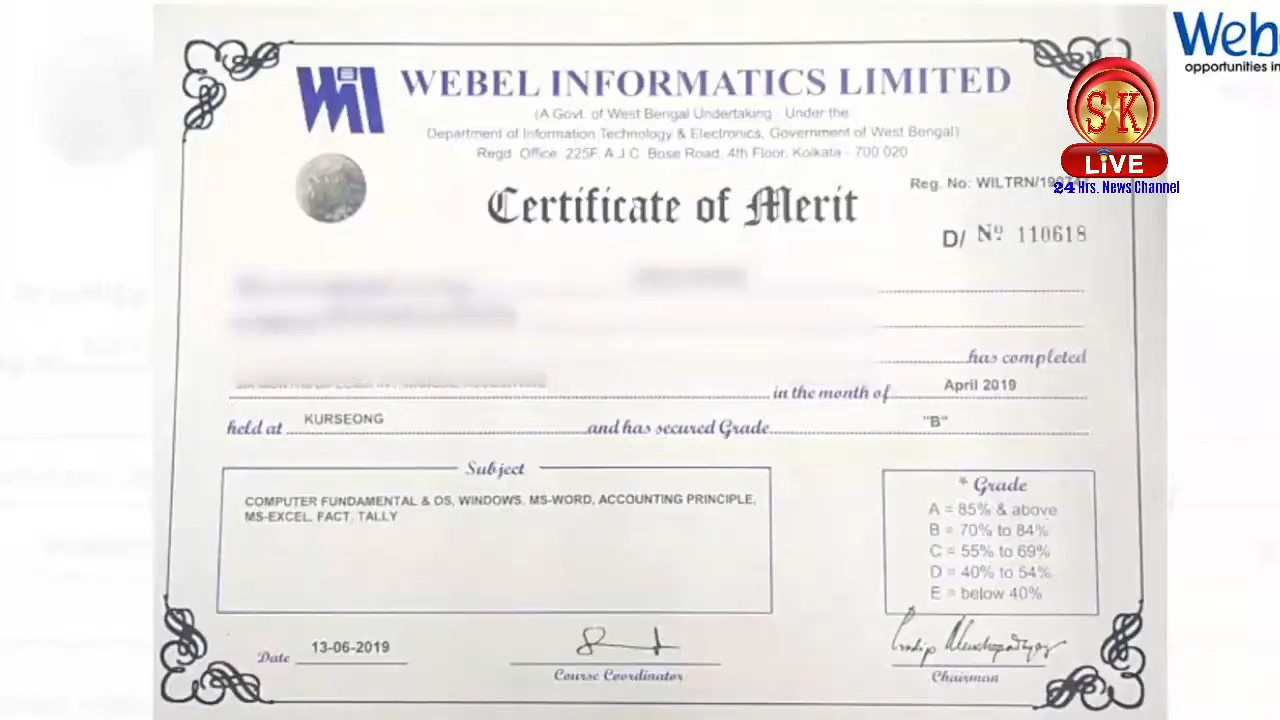 WEBEL INFORMATICS LIMITED
(A Govt. of West Bengal Undertaking : Under the
Department of Information Technology & Electronics, Government of West Bengal)
Regd. Office : 225F, A.J.C. Bose Road, 4th Floor, Kolkata - 700 020
Certificate of Merit
Reg. No: WILTRN/190
D/ Nº 110618
has completed
in the month of April 2019
held at KURSEONG and has secured Grade "B"
Subject
COMPUTER FUNDAMENTAL & OS, WINDOWS, MS-WORD, ACCOUNTING PRINCIPLE,
MS-EXCEL, FACT, TALLY
* Grade
A = 85% & above
B = 70% to 84%
C = 55% to 69%
D = 40% to 54%
E = below 40%
Date 13-06-2019
Course Coordinator
Chairman
Web
opportunities in
SK
LiVE
24 Hrs. News Channel